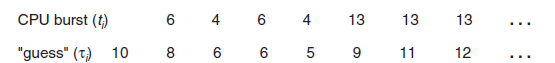 CPU burst (tᵢ) 6 4 6 4 13 13 13 ...
"guess" (τᵢ) 10 8 6 6 5 9 11 12 ...